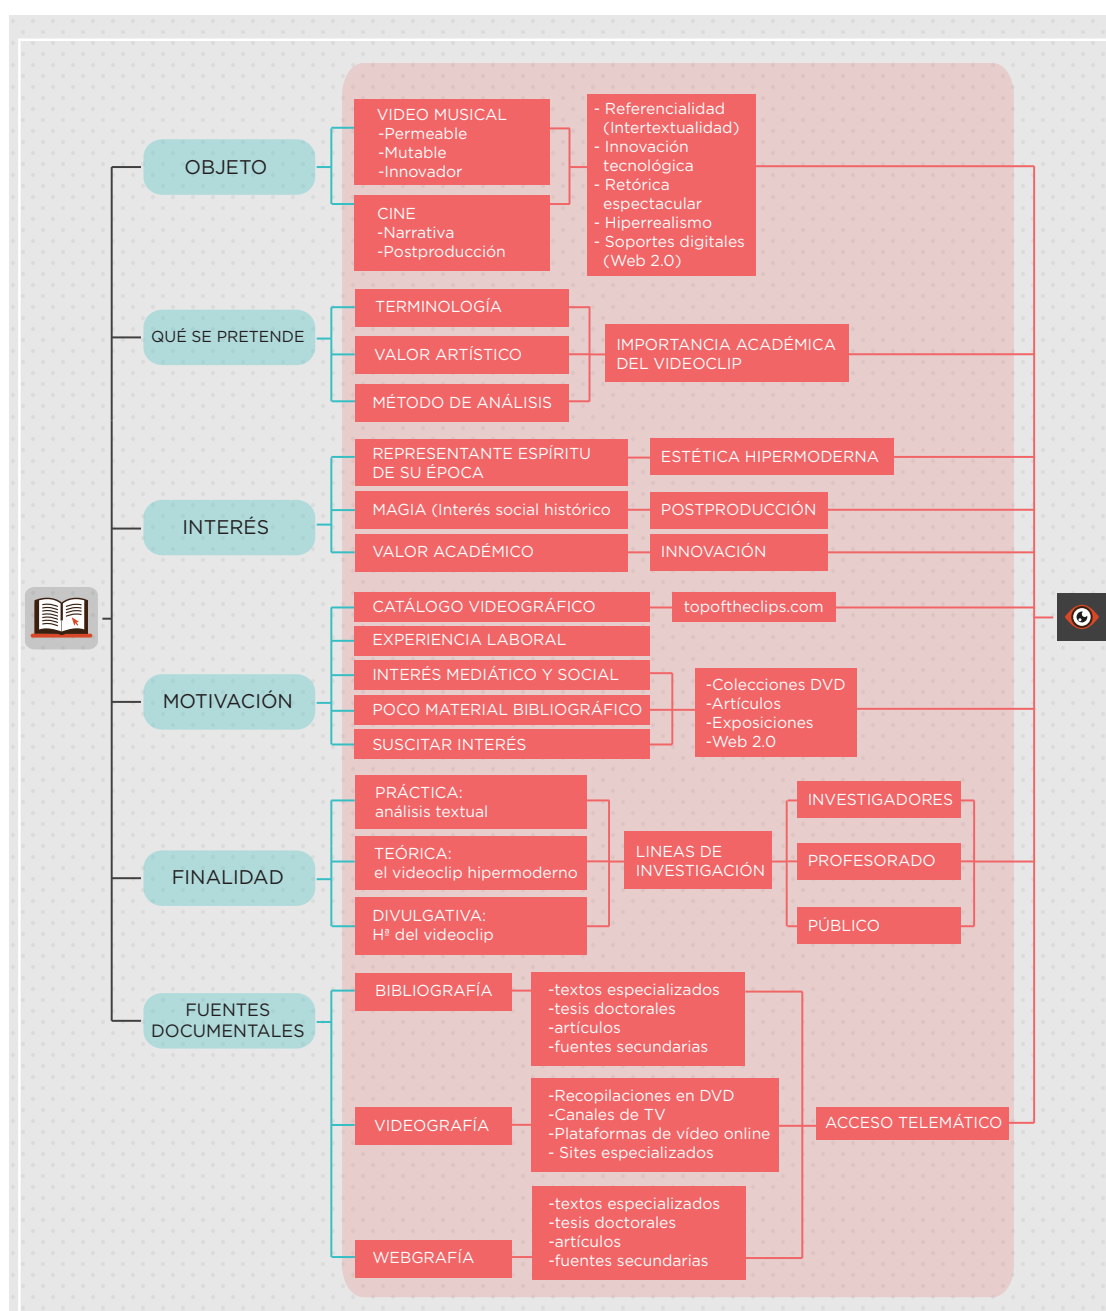 OBJETO
VIDEO MUSICAL
-Permeable
-Mutable
-Innovador
CINE
-Narrativa
-Postproducción
- Referencialidad
(Intertextualidad)
- Innovación
tecnológica
- Retórica
espectacular
- Hiperrealismo
- Soportes digitales
(Web 2.0)
QUÉ SE PRETENDE
TERMINOLOGÍA
VALOR ARTÍSTICO
MÉTODO DE ANÁLISIS
IMPORTANCIA ACADÉMICA
DEL VIDEOCLIP
INTERÉS
REPRESENTANTE ESPÍRITU
DE SU ÉPOCA
ESTÉTICA HIPERMODERNA
MAGIA (Interés social histórico
POSTPRODUCCIÓN
VALOR ACADÉMICO
INNOVACIÓN
MOTIVACIÓN
CATÁLOGO VIDEOGRÁFICO
topoftheclips.com
EXPERIENCIA LABORAL
INTERÉS MEDIÁTICO Y SOCIAL
POCO MATERIAL BIBLIOGRÁFICO
SUSCITAR INTERÉS
-Colecciones DVD
-Artículos
-Exposiciones
-Web 2.0
FINALIDAD
PRÁCTICA:
análisis textual
TEÓRICA:
el videoclip hipermoderno
DIVULGATIVA:
Hª del videoclip
LINEAS DE
INVESTIGACIÓN
INVESTIGADORES
PROFESORADO
PÚBLICO
FUENTES
DOCUMENTALES
BIBLIOGRAFÍA
-textos especializados
-tesis doctorales
-artículos
-fuentes secundarias
VIDEOGRAFÍA
-Recopilaciones en DVD
-Canales de TV
-Plataformas de vídeo online
- Sites especializados
WEBGRAFÍA
-textos especializados
-tesis doctorales
-artículos
-fuentes secundarias
ACCESO TELEMÁTICO